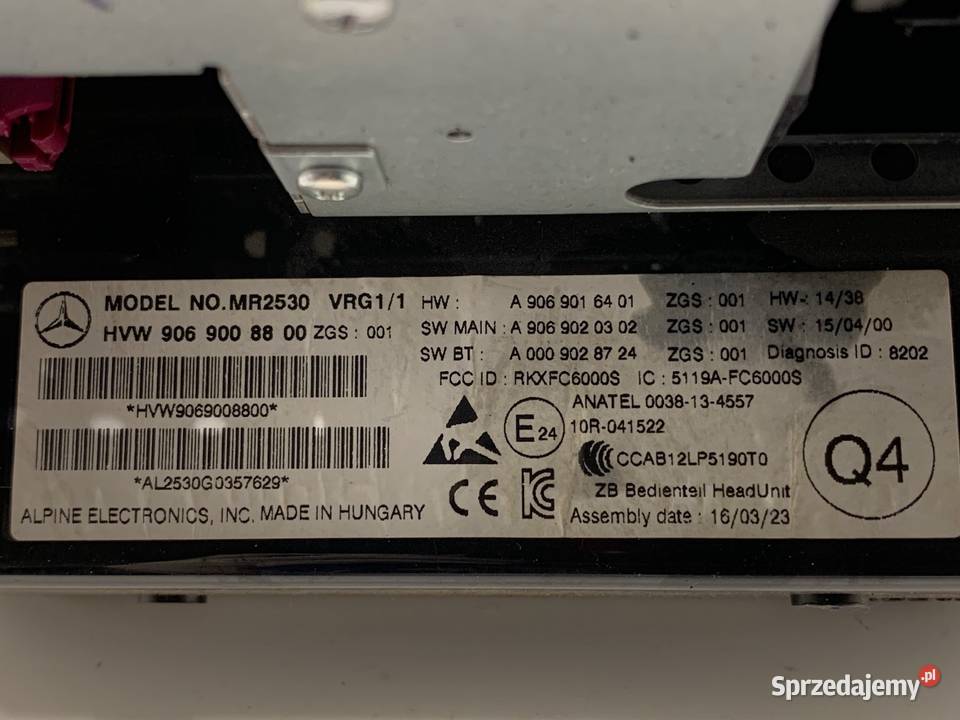 MODEL NO.MR2530 VRG1/1 HW : A 906 901 64 01 ZGS : 001 HW : 14/38
HVW 906 900 88 00 ZGS : 001 SW MAIN : A 906 902 03 02 ZGS : 001 SW : 15/04/00
SW BT : A 000 902 87 24 ZGS : 001 Diagnosis ID : 8202
FCC ID : RKXFC6000S IC : 5119A-FC6000S
*HVW9069008800*
ANATEL 0038-13-4557
E24 10R-041522
CCAB12LP5190T0
Q4
*AL2530G0357629*
CE
ZB Bedienteil HeadUnit
ALPINE ELECTRONICS, INC. MADE IN HUNGARY
Assembly date : 16/03/23
Sprzedajemy.pl